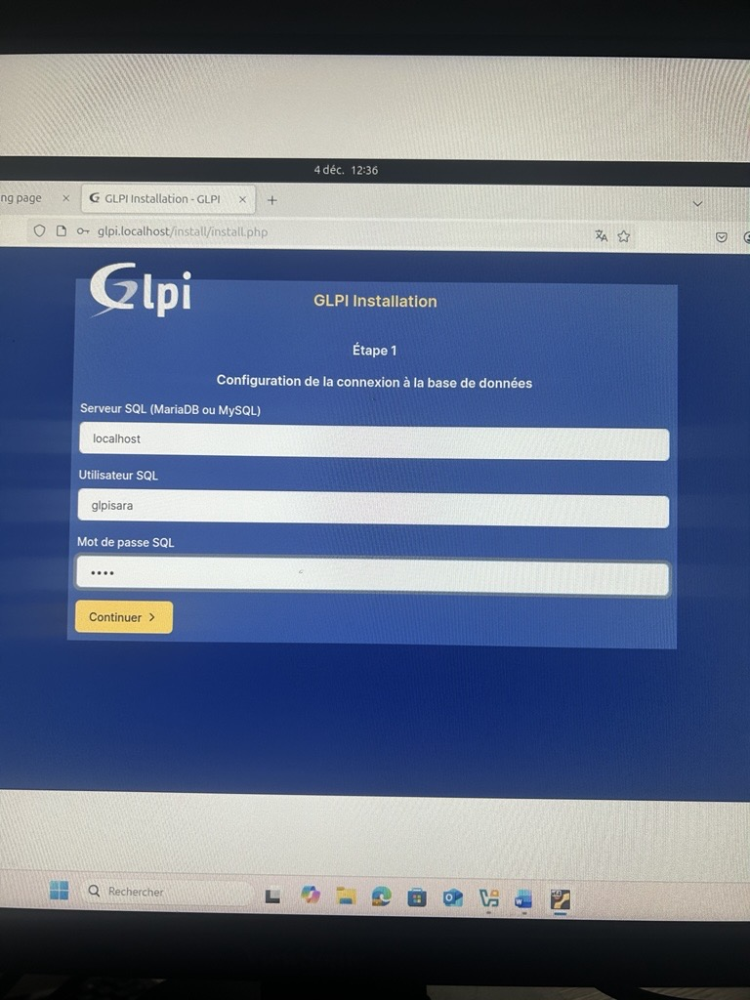 4 déc. 12:36
ng page
GLPI Installation - GLPI
glpi.localhost/install/install.php
Glpi
GLPI Installation
Étape 1
Configuration de la connexion à la base de données
Serveur SQL (MariaDB ou MySQL)
localhost
Utilisateur SQL
glpisara
Mot de passe SQL
••••
Continuer
Rechercher